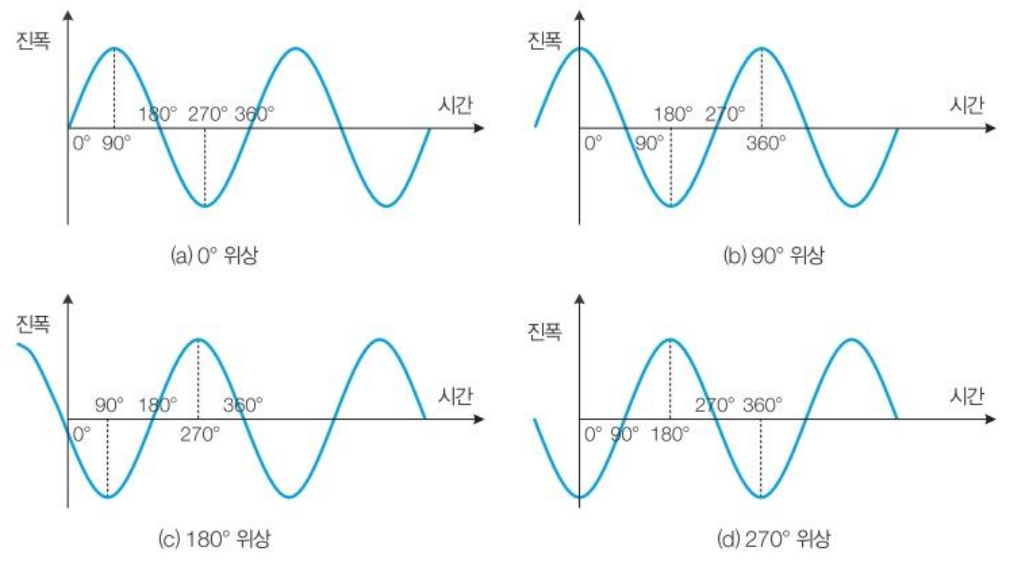 진폭
시간
180° 270° 360°
0° 90°
(a) 0° 위상
진폭
시간
180° 270°
0° 90° 360°
(b) 90° 위상
진폭
시간
90° 180° 360°
0° 270°
(c) 180° 위상
진폭
시간
270° 360°
0° 90° 180°
(d) 270° 위상